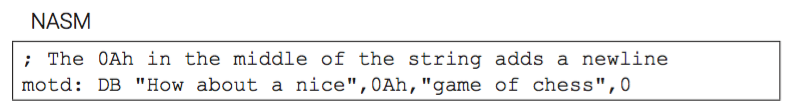 NASM
; The 0Ah in the middle of the string adds a newline
motd: DB "How about a nice",0Ah,"game of chess",0